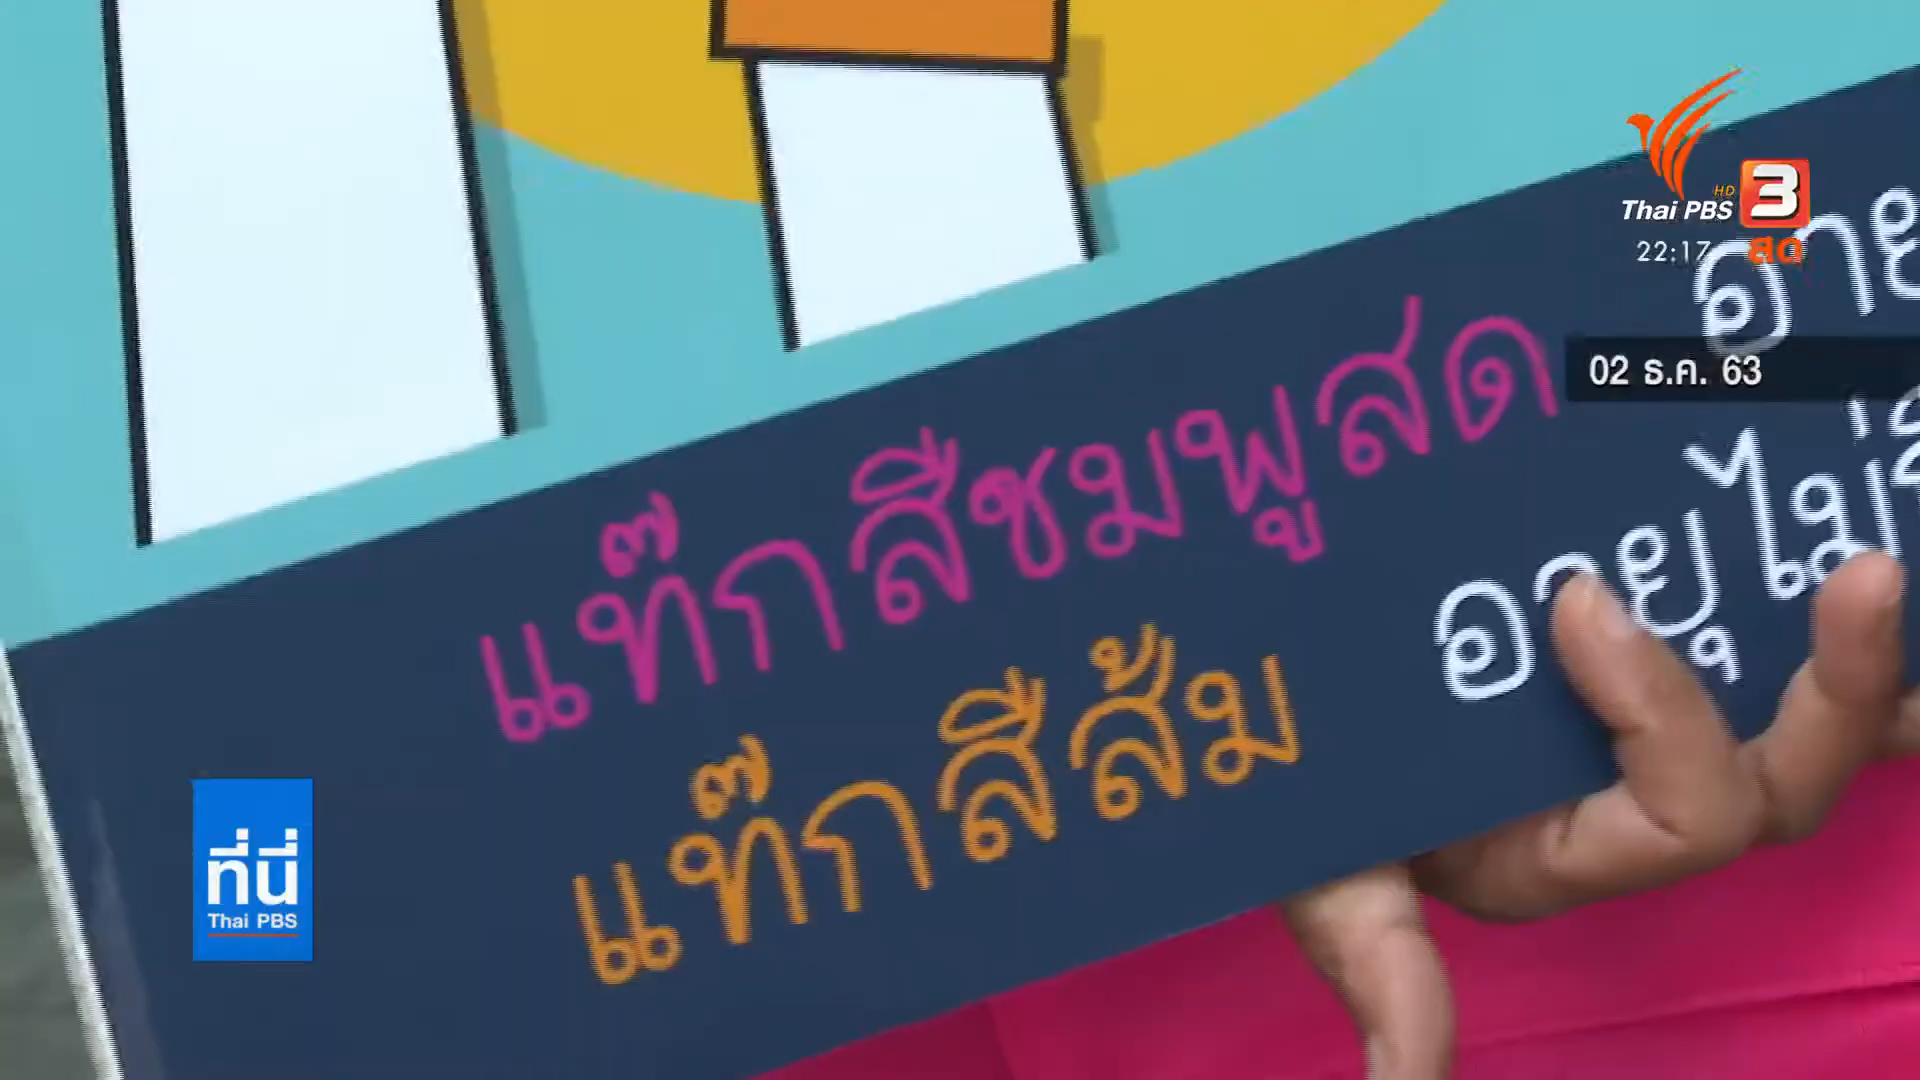 Thai PBS
HD
3
22:17
สด
02 ธ.ค. 63
แท๊กสีชมพูสด
แท๊กสีส้ม
ที่นี่
Thai PBS